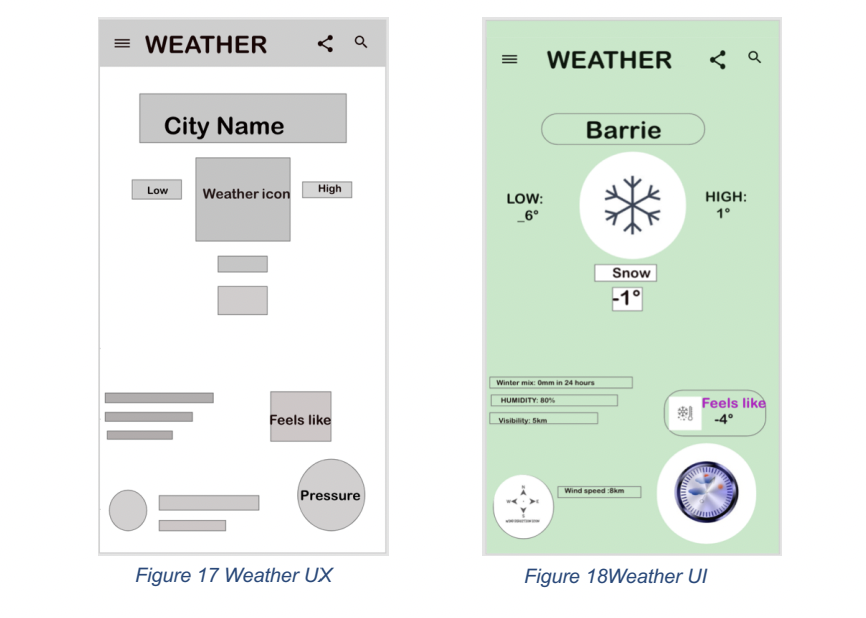 WEATHER
City Name
Low
Weather icon
High
Feels like
Pressure
Figure 17 Weather UX
WEATHER
Barrie
LOW:
_6°
HIGH:
1°
Snow
-1°
Winter mix: 0mm in 24 hours
HUMIDITY: 80%
Visibility: 5km
Feels like
-4°
N
W
S
Wind speed :8km
Figure 18Weather UI